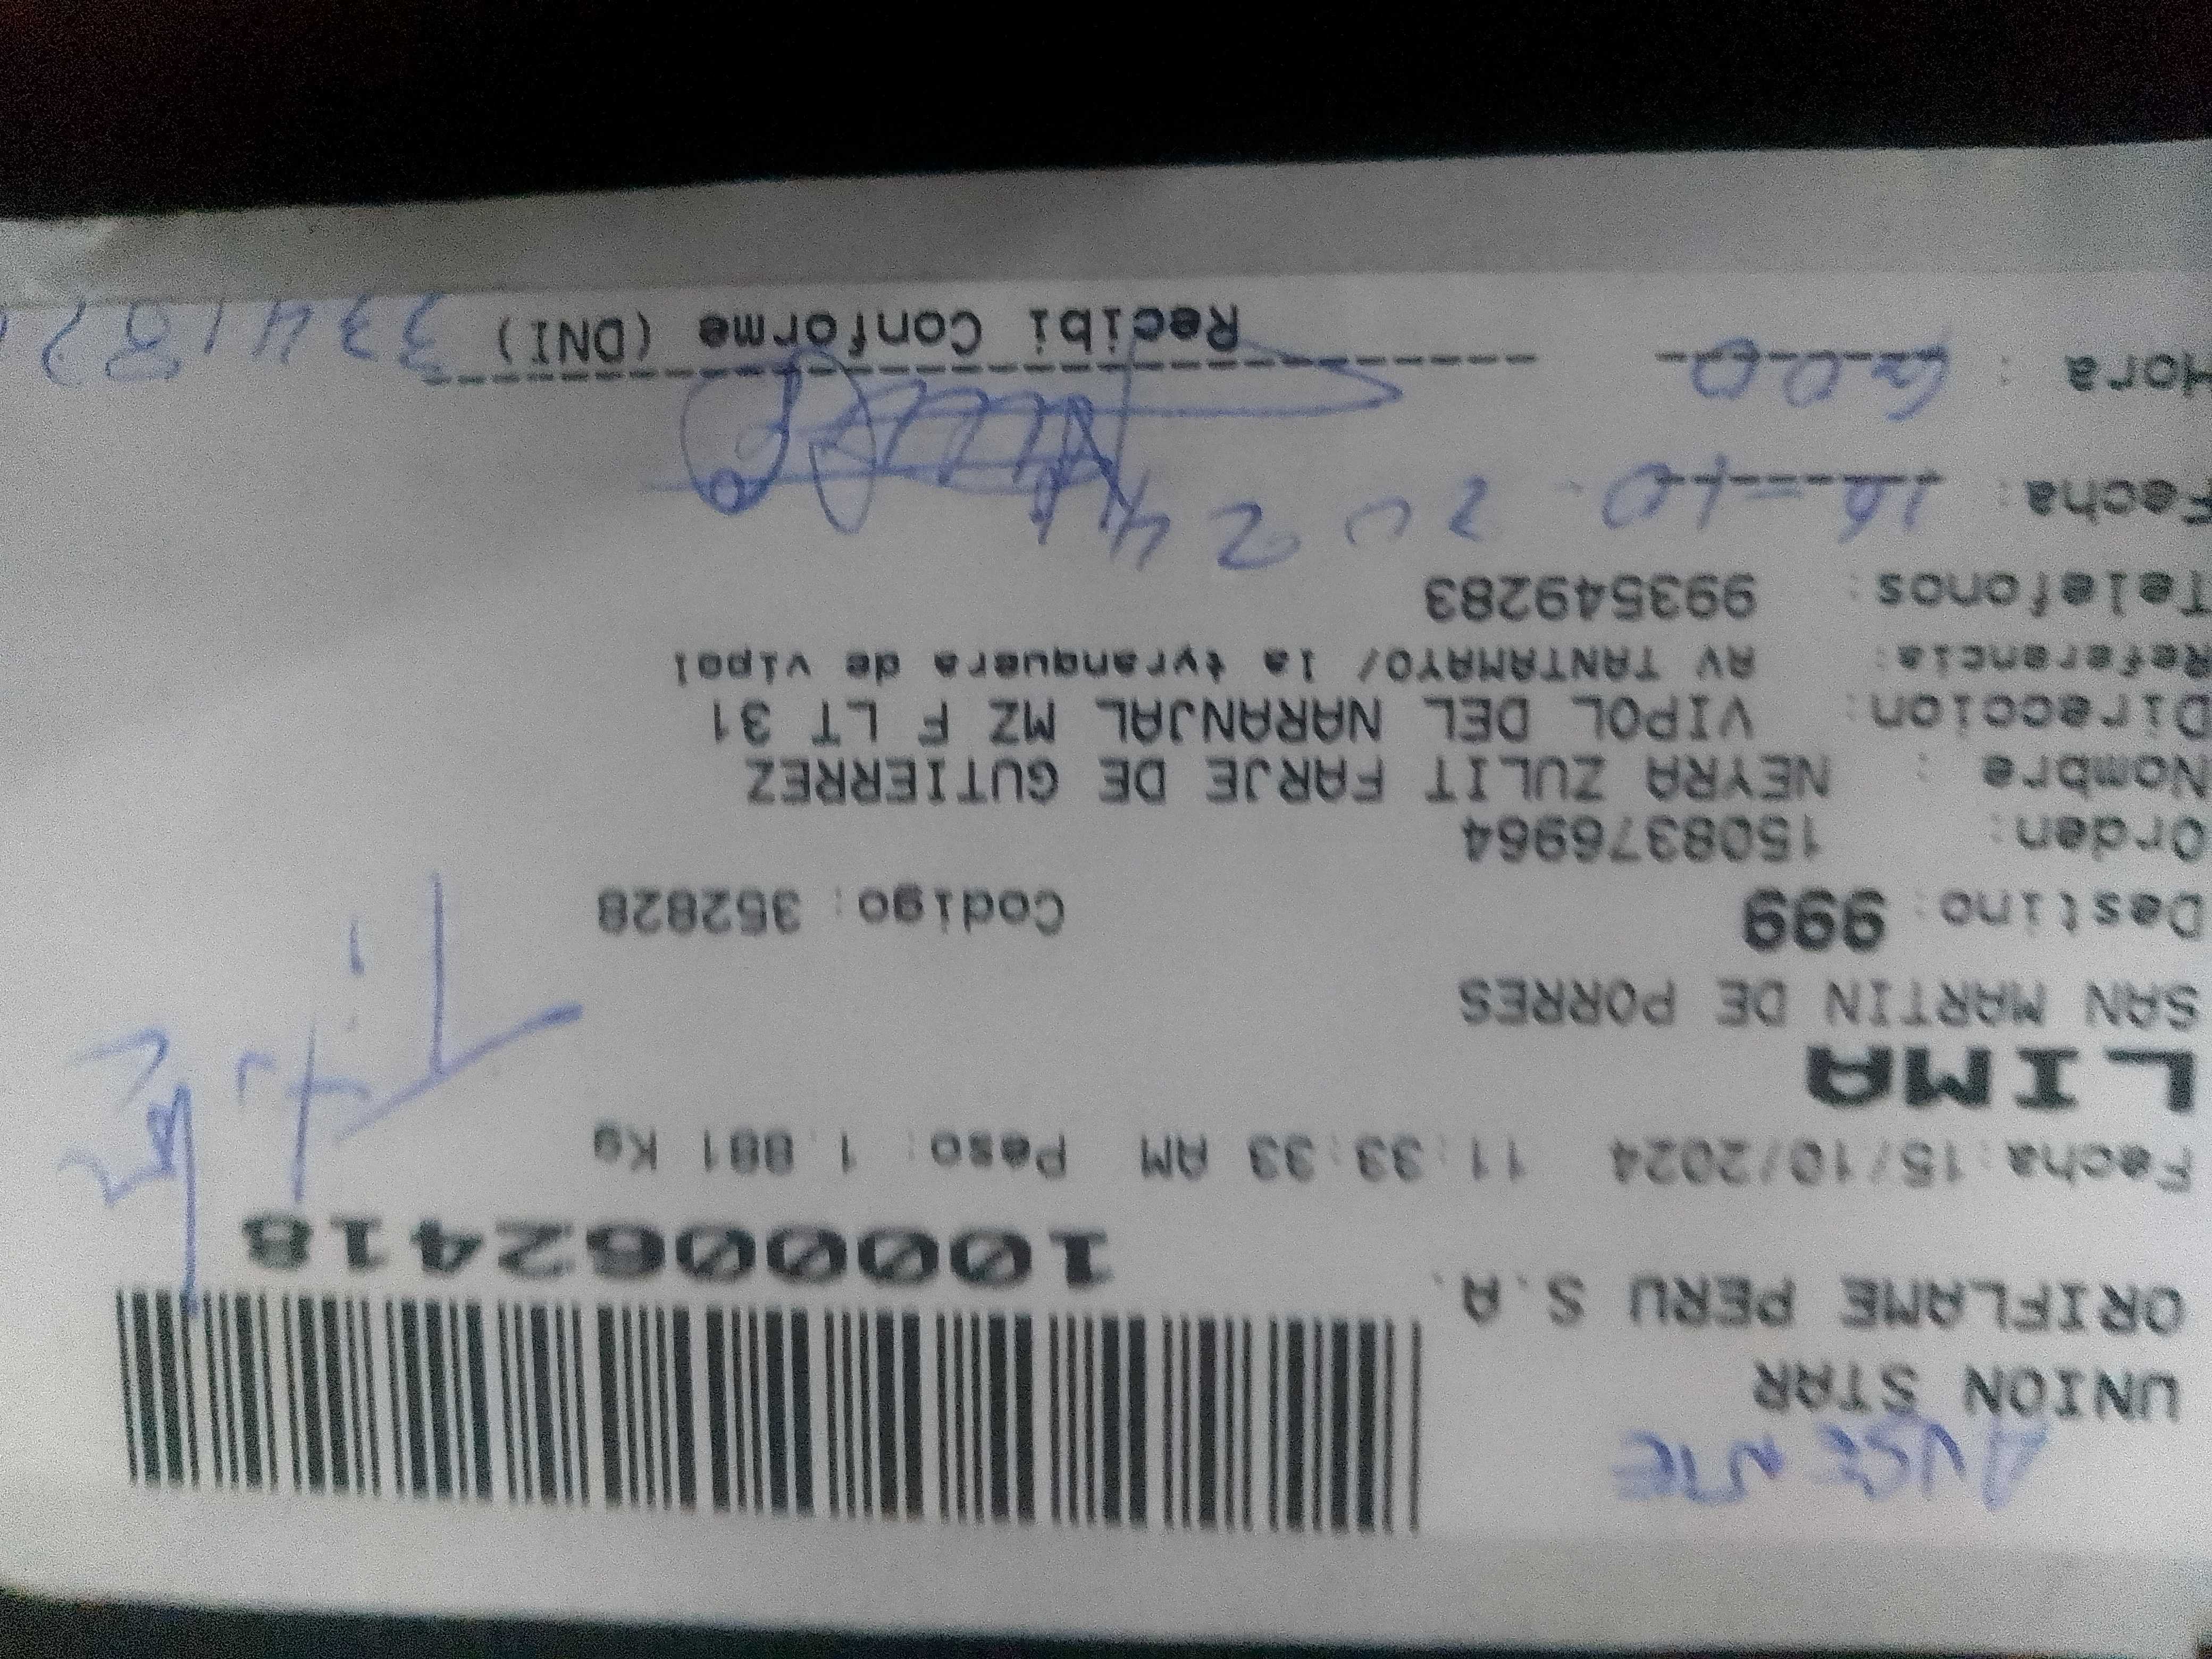 AUSENTE
UNION STAR
ORIFLAME PERU S.A.
1000062418
Fecha: 15/10/2024 11:33:33 AM Peso: 1.881 Kg
LIMA
SAN MARTIN DE PORRES
Destino: 999 Codigo: 352828
Orden: 1508376964
Nombre : NEYRA ZULIT FARJE DE GUTIERREZ
Direccion: VIPOL DEL NARANJAL MZ F LT 31
Referencia: AV TANTAMAYO/ la tyranquera de vipol
Telefonos: 993549283
Fecha: 16-10-2024
Hora : 6:00
Recibi Conforme (DNI) 334187